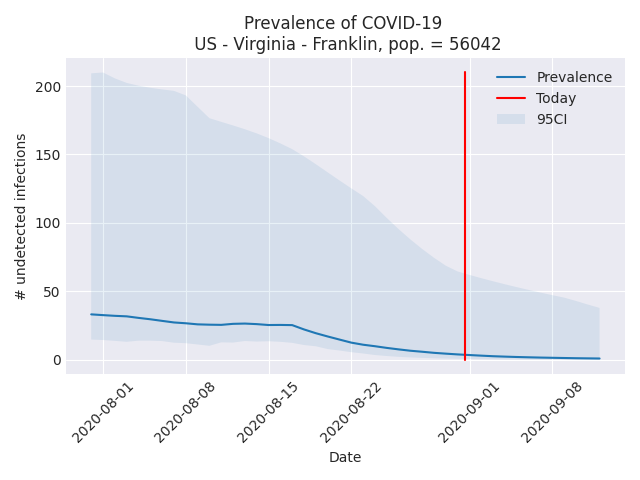 Prevalence of COVID-19
US - Virginia - Franklin, pop. = 56042
# undetected infections
200
150
100
50
0
Prevalence
Today
95CI
2020-08-01
2020-08-08
2020-08-15
2020-08-22
2020-09-01
2020-09-08
Date